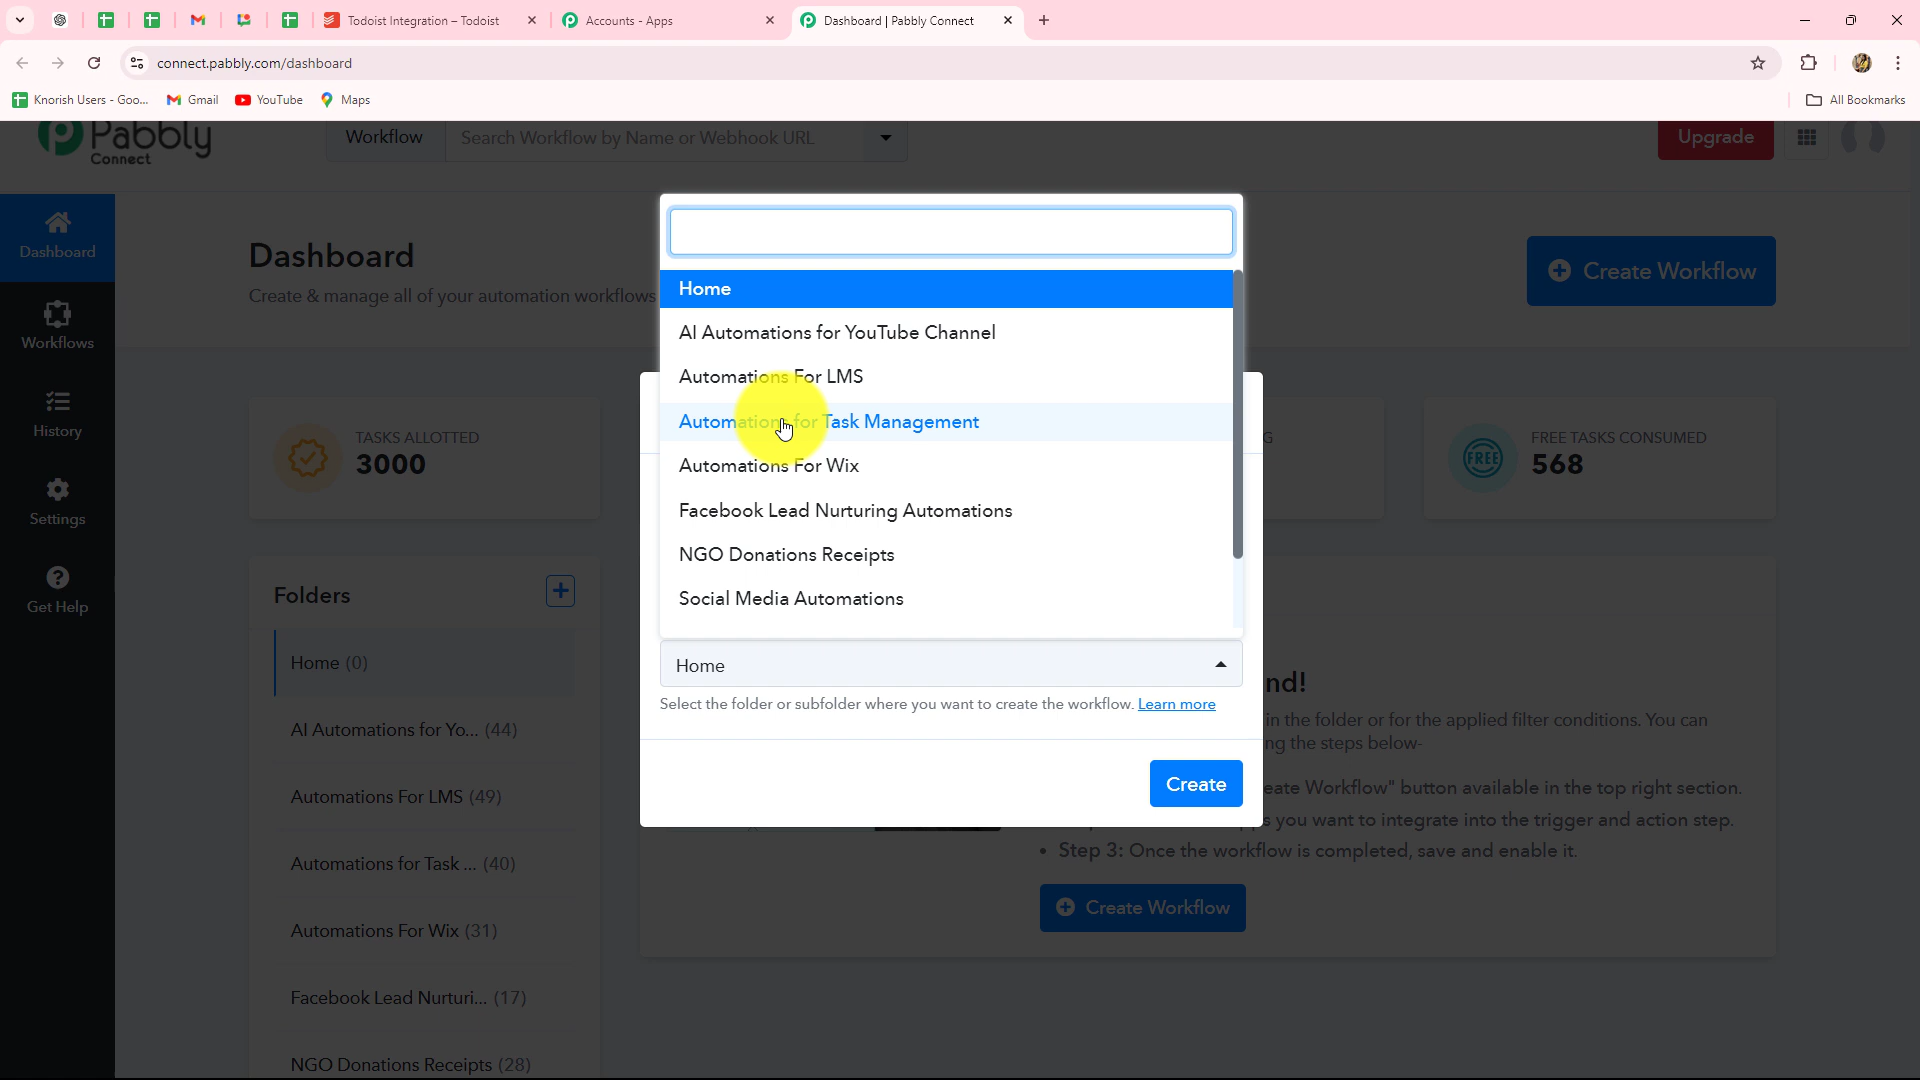 Todoist Integration – Todoist
Accounts - Apps
Dashboard | Pabbly Connect
connect.pabbly.com/dashboard
Knorish Users - Goo...
Gmail
YouTube
Maps
All Bookmarks
Pabbly
Connect
Workflow
Search Workflow by Name or Webhook URL
Upgrade
Dashboard
Workflows
History
Settings
Get Help
Dashboard
Create & manage all of your automation workflows
Create Workflow
TASKS ALLOTTED
3000
G
FREE TASKS CONSUMED
FREE
568
Folders
Home (0)
AI Automations for Yo... (44)
Automations For LMS (49)
Automations for Task ... (40)
Automations For Wix (31)
Facebook Lead Nurturi... (17)
NGO Donations Receipts (28)
Home
AI Automations for YouTube Channel
Automations For LMS
Automations for Task Management
Automations For Wix
Facebook Lead Nurturing Automations
NGO Donations Receipts
Social Media Automations
Home
Select the folder or subfolder where you want to create the workflow. Learn more
Create
nd!
in the folder or for the applied filter conditions. You can
ng the steps below-
eate Workflow" button available in the top right section.
s you want to integrate into the trigger and action step.
• Step 3: Once the workflow is completed, save and enable it.
Create Workflow